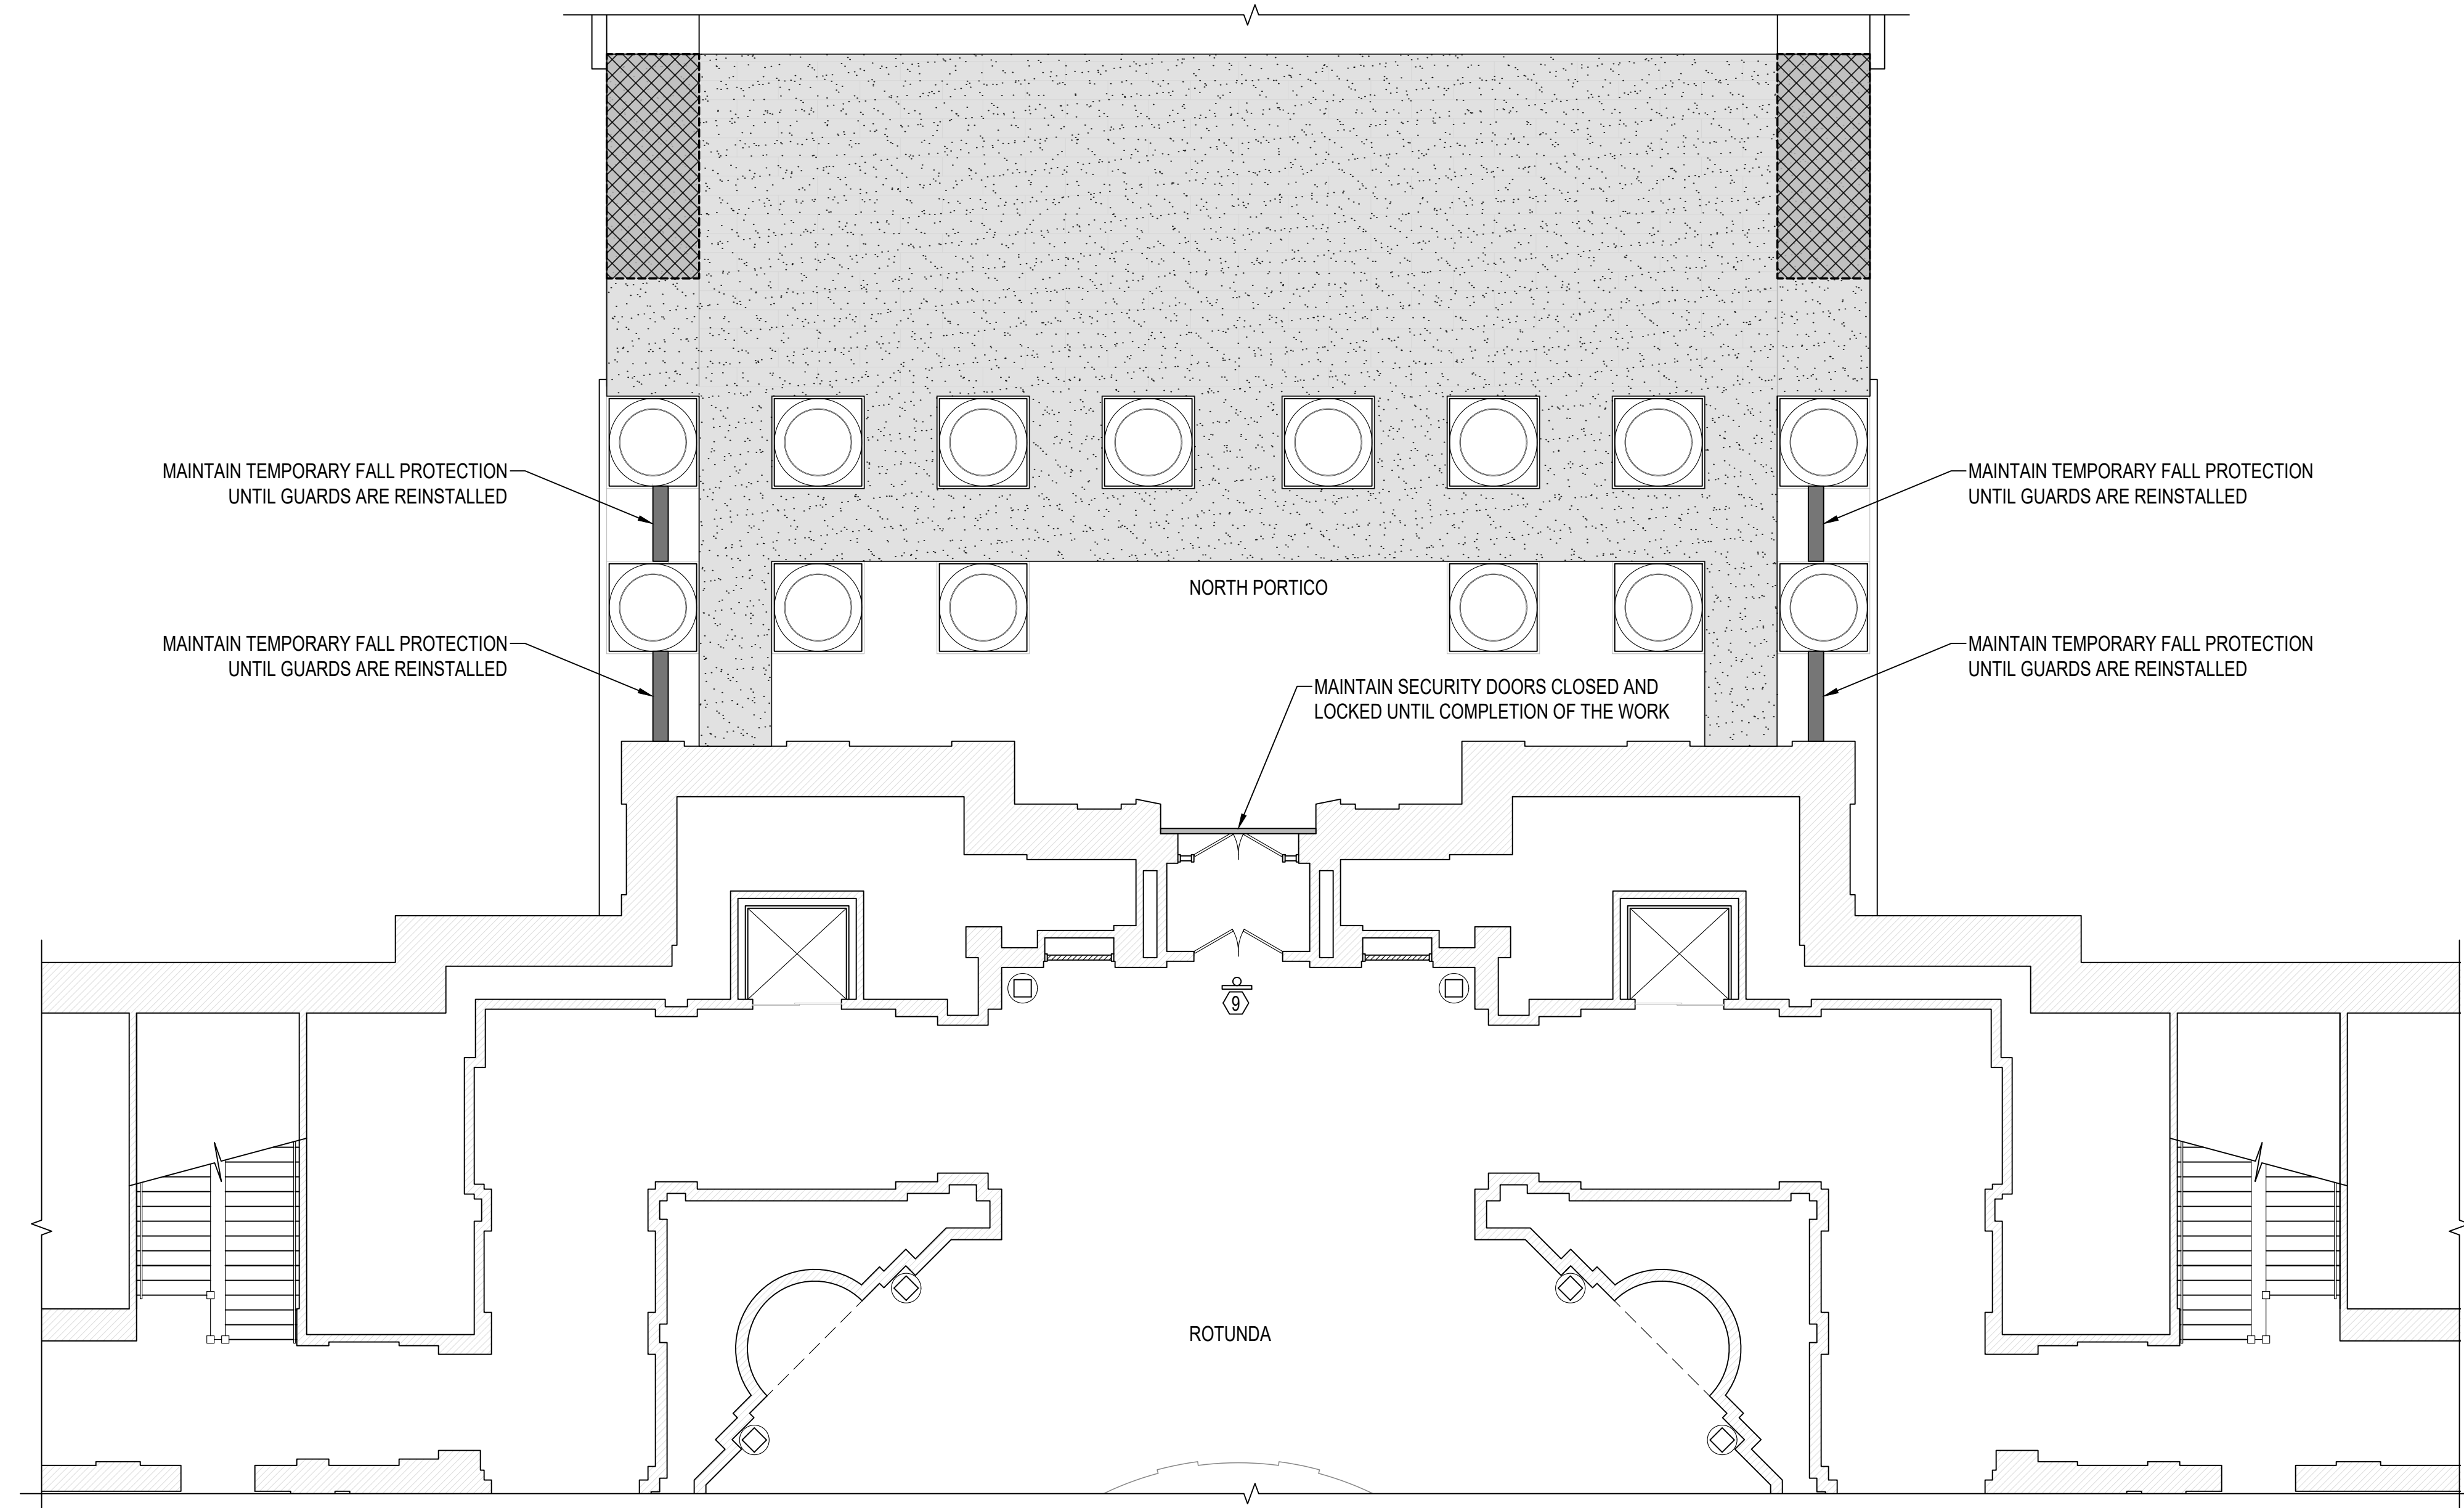 MAINTAIN TEMPORARY FALL PROTECTION
UNTIL GUARDS ARE REINSTALLED
MAINTAIN TEMPORARY FALL PROTECTION
UNTIL GUARDS ARE REINSTALLED
NORTH PORTICO
MAINTAIN TEMPORARY FALL PROTECTION
UNTIL GUARDS ARE REINSTALLED
MAINTAIN TEMPORARY FALL PROTECTION
UNTIL GUARDS ARE REINSTALLED
MAINTAIN SECURITY DOORS CLOSED AND
LOCKED UNTIL COMPLETION OF THE WORK
9
ROTUNDA